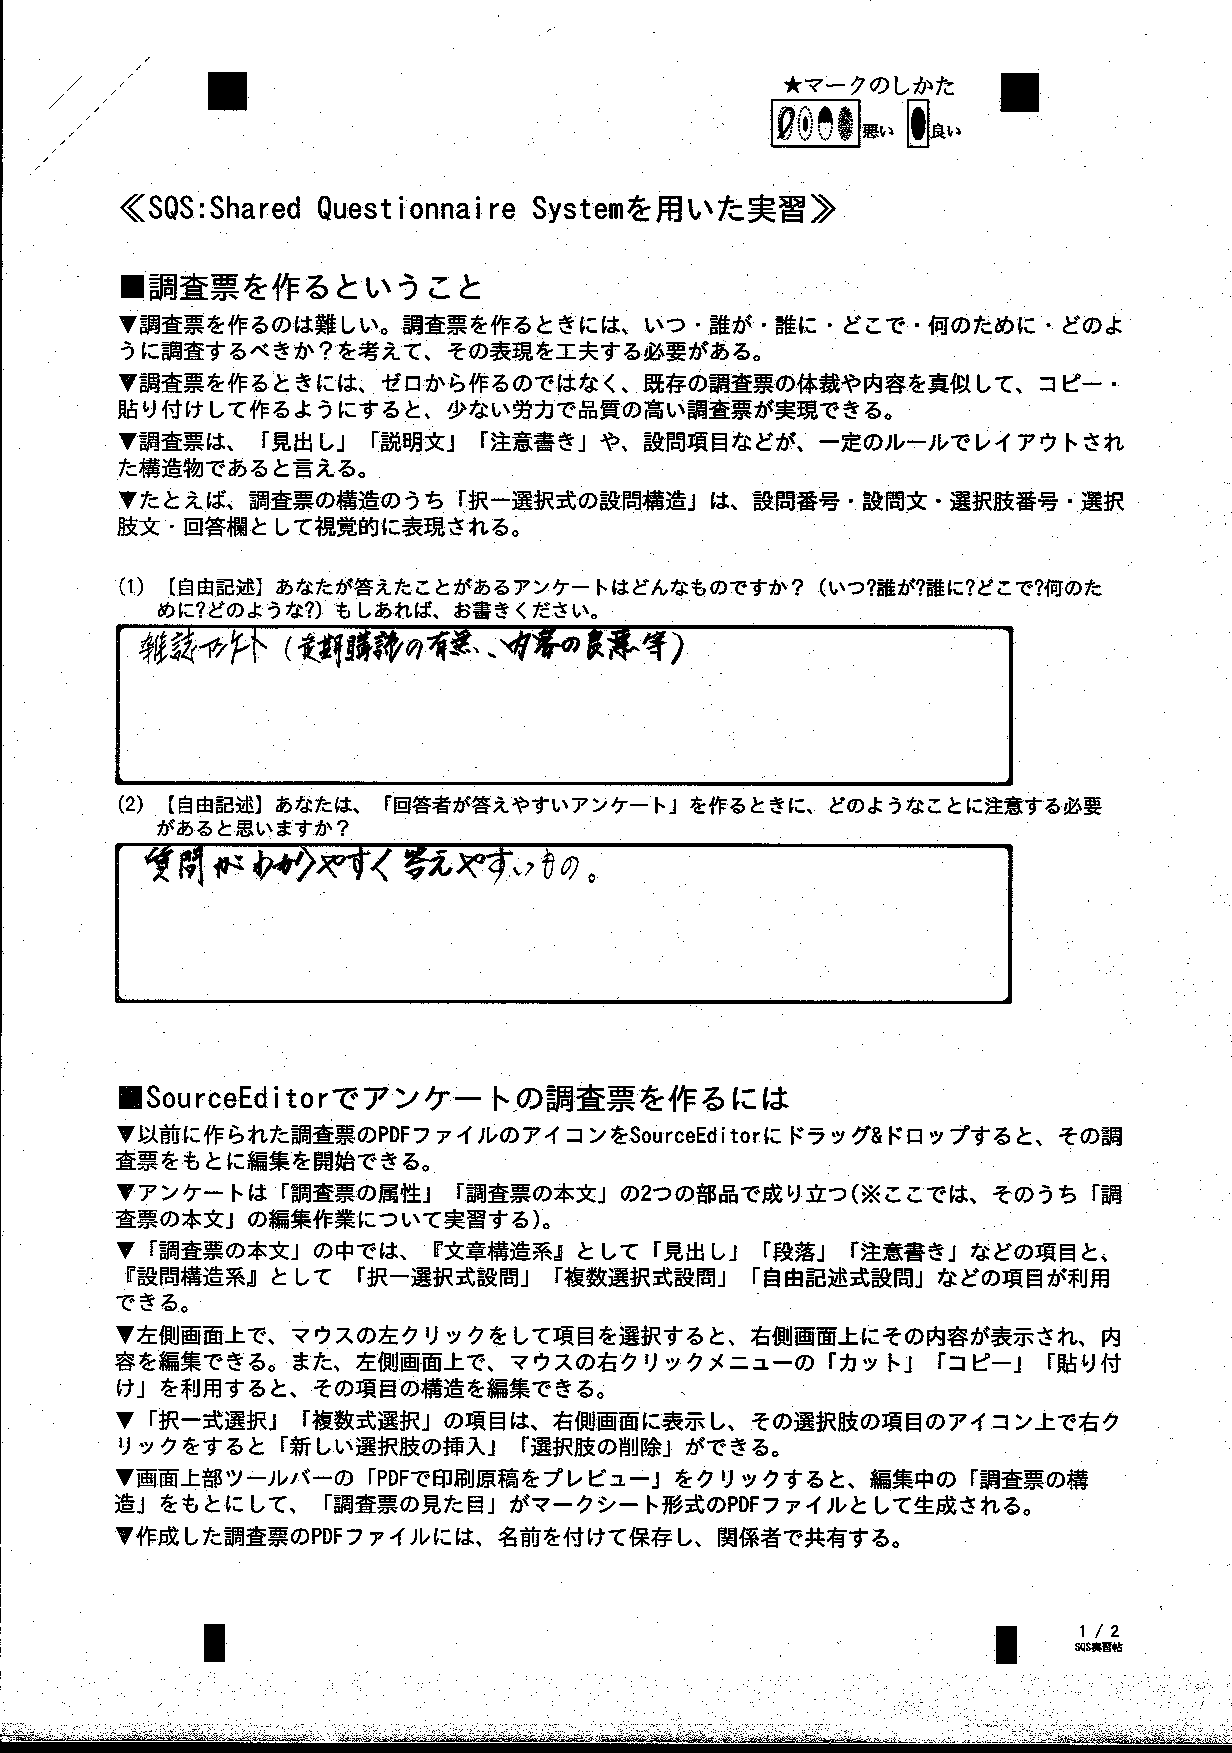 ★マークのしかた
悪い 良い
≪SQS:Shared Questionnaire Systemを用いた実習≫
■調査票を作るということ
▼調査票を作るのは難しい。調査票を作るときには、いつ・誰が・誰に・どこで・何のために・どのよ
うに調査するべきか?を考えて、その表現を工夫する必要がある。
▼調査票を作るときには、ゼロから作るのではなく、既存の調査票の体裁や内容を真似して、コピー・
貼り付けして作るようにすると、少ない労力で品質の高い調査票が実現できる。
▼調査票は、「見出し」「説明文」「注意書き」や、設問項目などが、一定のルールでレイアウトされ
た構造物であると言える。
▼たとえば、調査票の構造のうち「択一選択式の設問構造」は、設問番号・設問文・選択肢番号・選択
肢文・回答欄として視覚的に表現される。
(1) 【自由記述】あなたが答えたことがあるアンケートはどんなものですか?(いつ?誰が?誰に?どこで?何のた
めに?どのような?)もしあれば、お書きください。
雑誌アンケート(定期購読の有無、内容の良悪等)
(2) 【自由記述】あなたは、「回答者が答えやすいアンケート」を作るときに、どのようなことに注意する必要
があると思いますか?
質問がわかりやすく答えやすいもの。
■SourceEditorでアンケートの調査票を作るには
▼以前に作られた調査票のPDFファイルのアイコンをSourceEditorにドラッグ&ドロップすると、その調
査票をもとに編集を開始できる。
▼アンケートは「調査票の属性」「調査票の本文」の2つの部品で成り立つ(※ここでは、そのうち「調
査票の本文」の編集作業について実習する)。
▼「調査票の本文」の中では、『文章構造系』として「見出し」「段落」「注意書き」などの項目と、
『設問構造系』として 「択一選択式設問」「複数選択式設問」「自由記述式設問」などの項目が利用
できる。
▼左側画面上で、マウスの左クリックをして項目を選択すると、右側画面上にその内容が表示され、内
容を編集できる。また、左側画面上で、マウスの右クリックメニューの「カット」「コピー」「貼り付
け」を利用すると、その項目の構造を編集できる。
▼「択一式選択」「複数式選択」の項目は、右側画面に表示し、その選択肢の項目のアイコン上で右ク
リックをすると「新しい選択肢の挿入」「選択肢の削除」ができる。
▼画面上部ツールバーの「PDFで印刷原稿をプレビュー」をクリックすると、編集中の「調査票の構
造」をもとにして、「調査票の見た目」がマークシート形式のPDFファイルとして生成される。
▼作成した調査票のPDFファイルには、名前を付けて保存し、関係者で共有する。
1 / 2
SQS実習帖